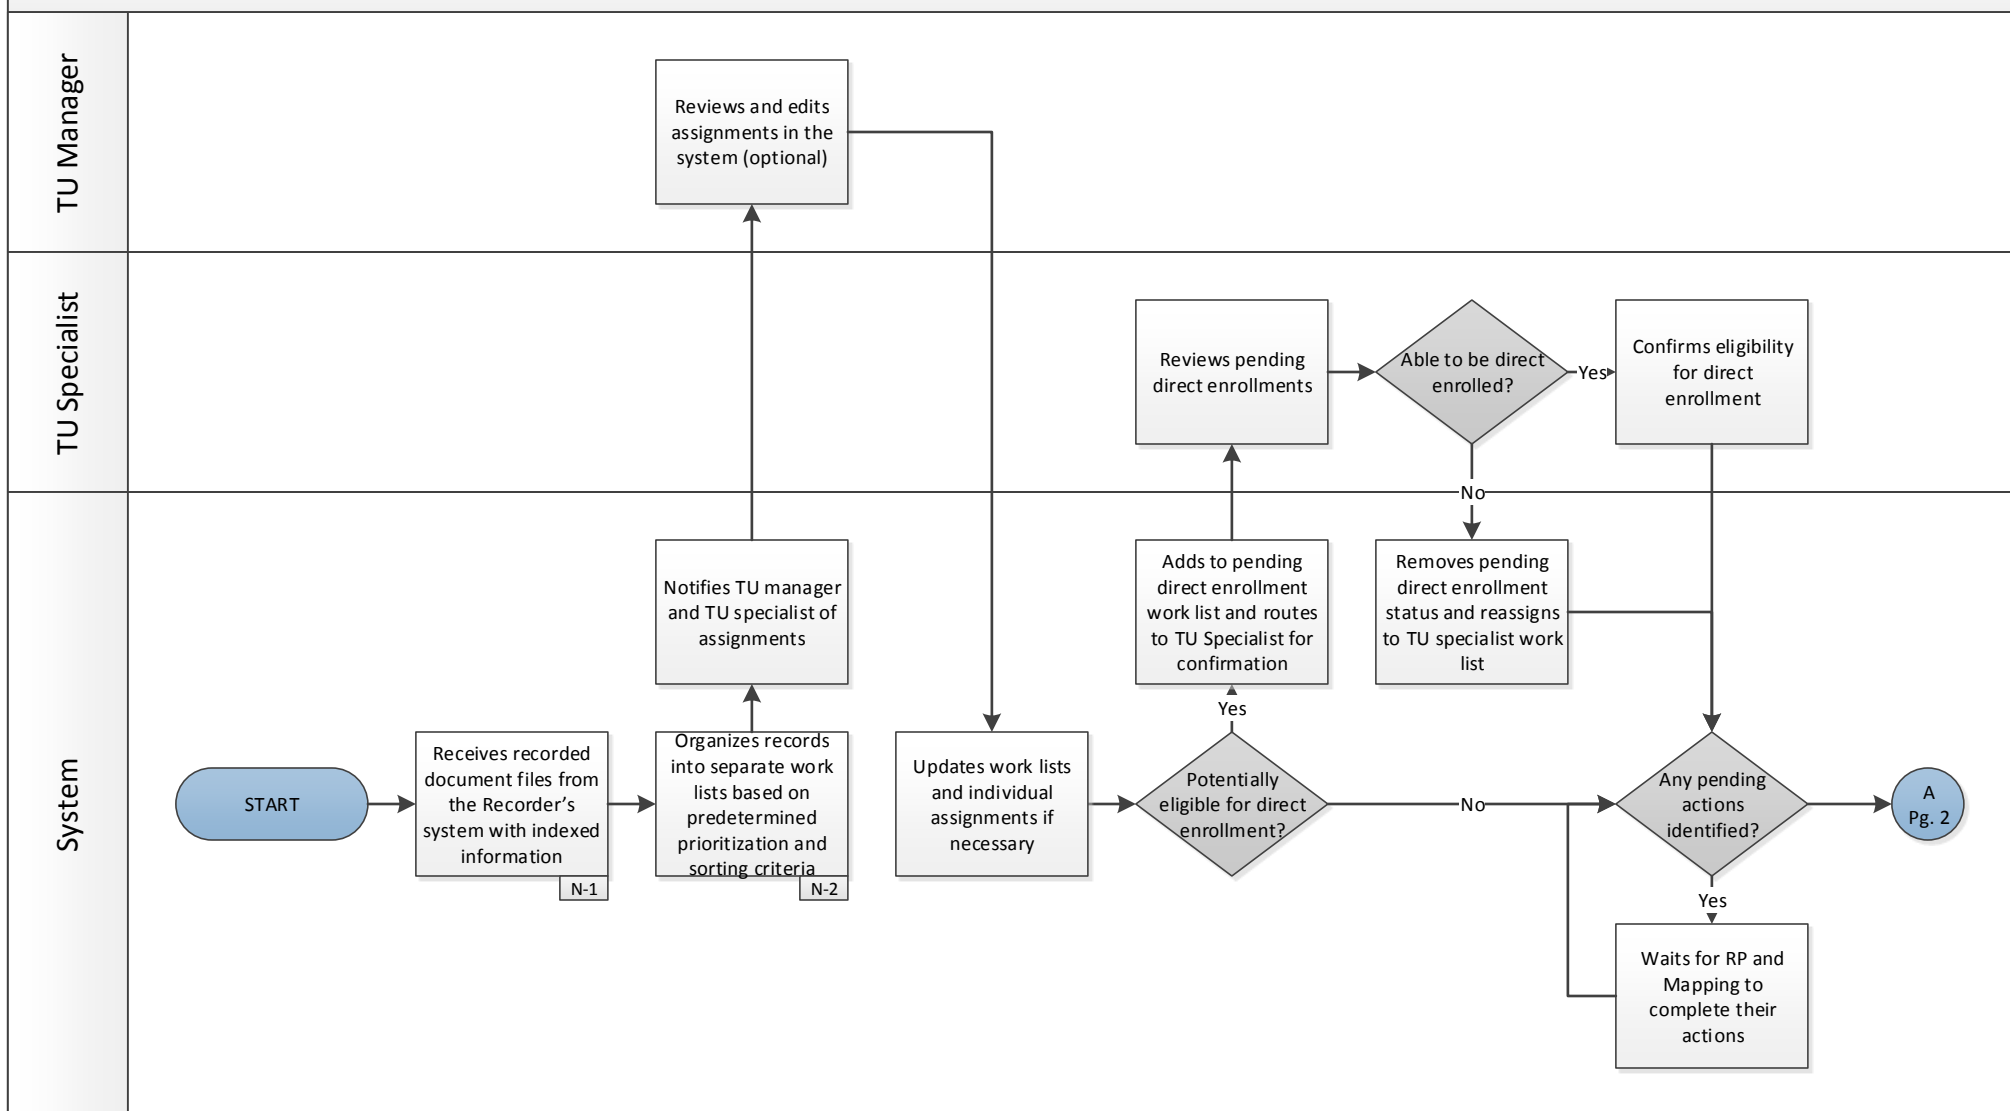 TU Manager
Reviews and edits
assignments in the
system (optional)
TU Specialist
Reviews pending
direct enrollments
Able to be direct
enrolled?
Yes
Confirms eligibility
for direct
enrollment
No
System
Notifies TU manager
and TU specialist of
assignments
Adds to pending
direct enrollment
work list and routes
to TU Specialist for
confirmation
Removes pending
direct enrollment
status and reassigns
to TU specialist work
list
Yes
START
Receives recorded
document files from
the Recorder's
system with indexed
information
N-1
Organizes records
into separate work
lists based on
predetermined
prioritization and
sorting criteria
N-2
Updates work lists
and individual
assignments if
necessary
Potentially
eligible for direct
enrollment?
No
Any pending
actions
identified?
A
Pg. 2
Yes
Waits for RP and
Mapping to
complete their
actions